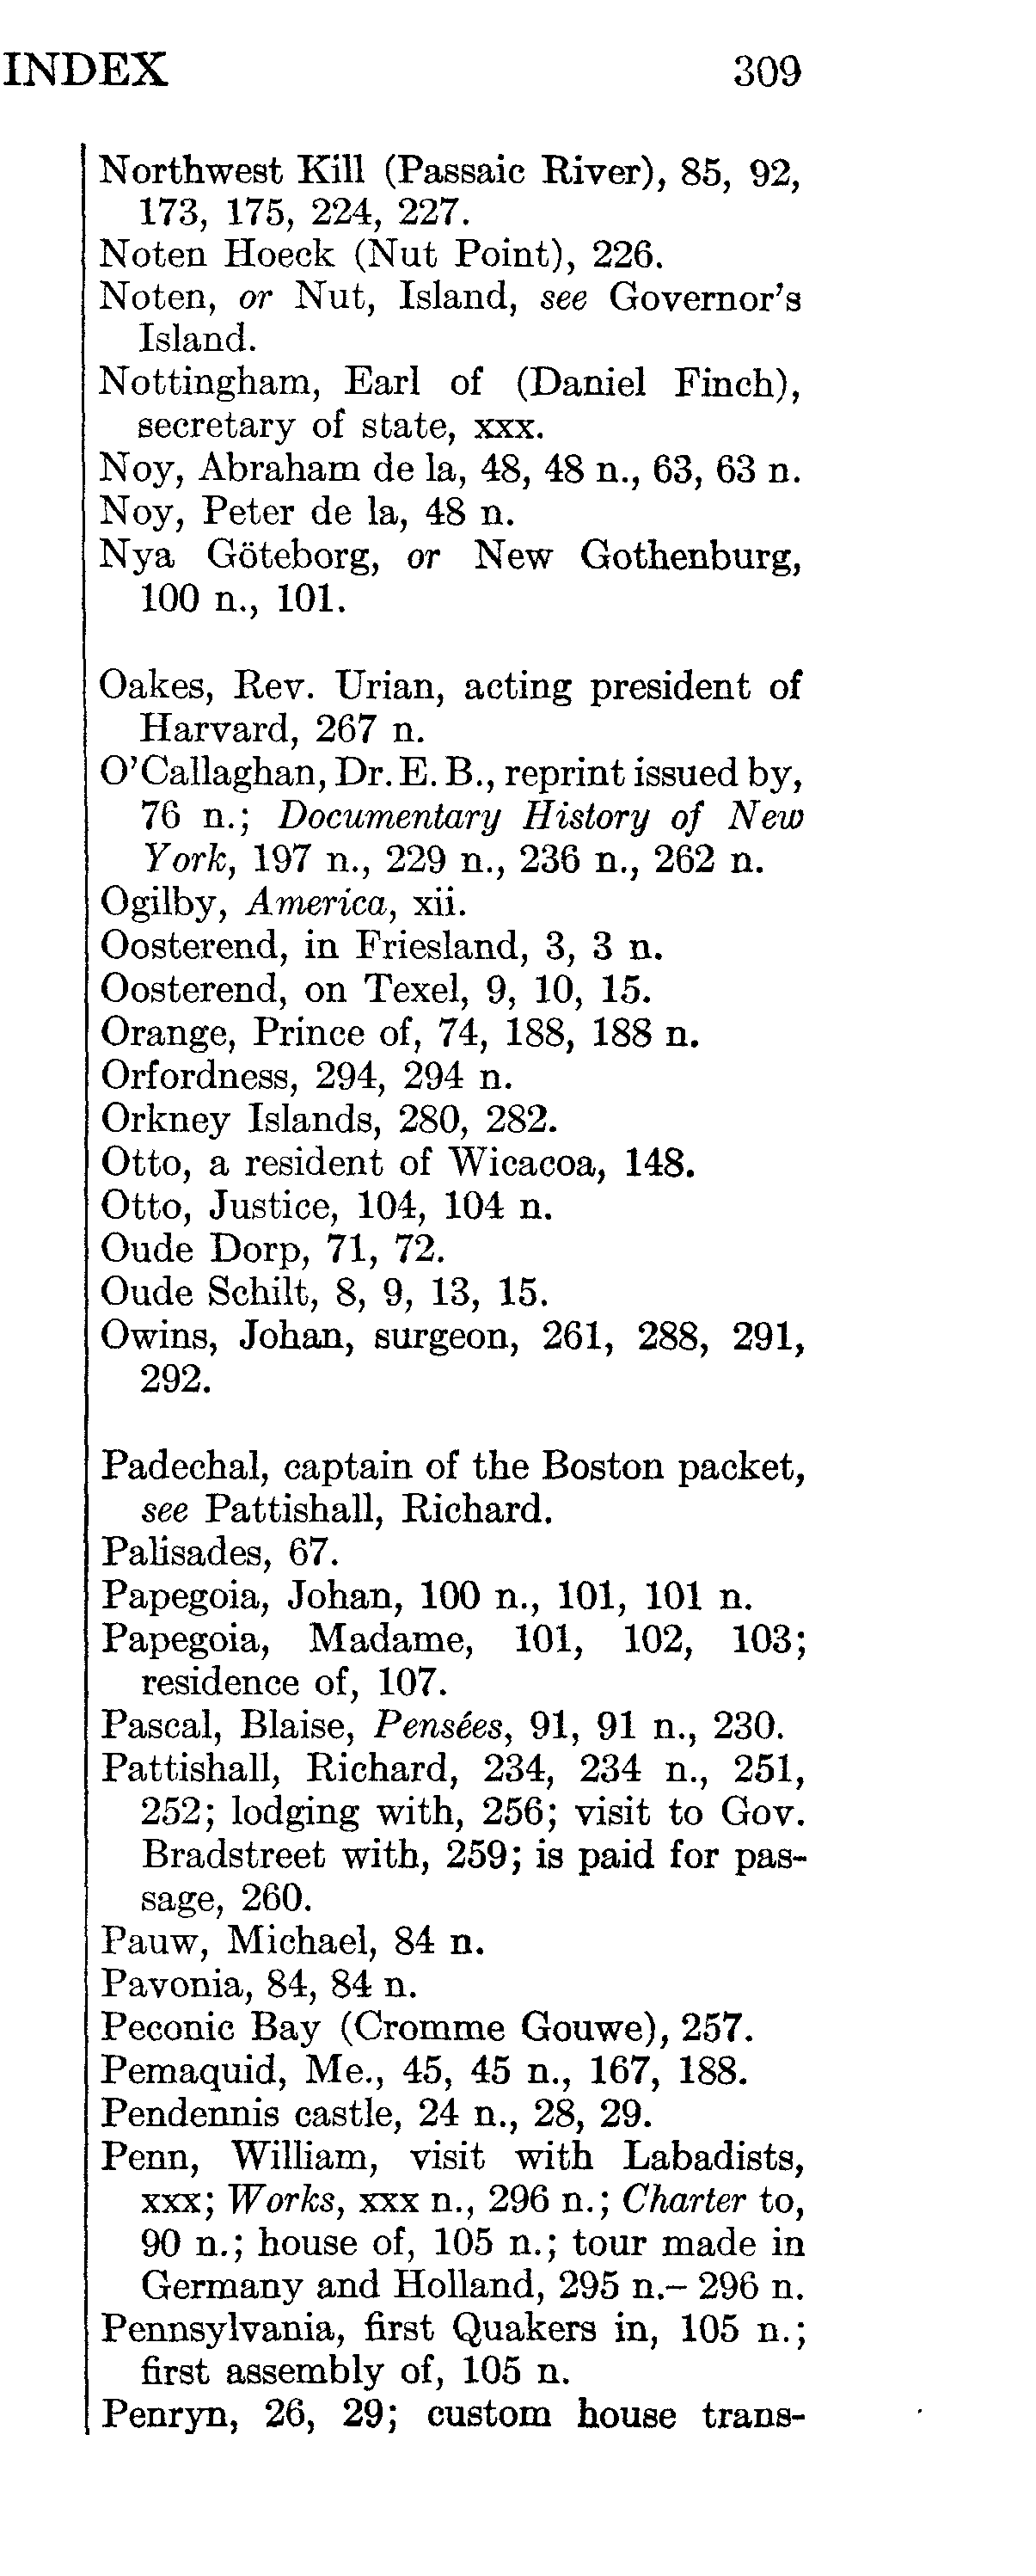 INDEX 309
Northwest Kill (Passaic River), 85, 92,
173, 175, 224, 227.
Noten Hoeck (Nut Point), 226.
Noten, or Nut, Island, see Governor's
Island.
Nottingham, Earl of (Daniel Finch),
secretary of state, xxx.
Noy, Abraham de la, 48, 48 n., 63, 63 n.
Noy, Peter de la, 48 n.
Nya Göteborg, or New Gothenburg,
100 n., 101.
Oakes, Rev. Urian, acting president of
Harvard, 267 n.
O'Callaghan, Dr. E. B., reprint issued by,
76 n.; Documentary History of New
York, 197 n., 229 n., 236 n., 262 n.
Ogilby, America, xii.
Oosterend, in Friesland, 3, 3 n.
Oosterend, on Texel, 9, 10, 15.
Orange, Prince of, 74, 188, 188 n.
Orfordness, 294, 294 n.
Orkney Islands, 280, 282.
Otto, a resident of Wicacoa, 148.
Otto, Justice, 104, 104 n.
Oude Dorp, 71, 72.
Oude Schilt, 8, 9, 13, 15.
Owins, Johan, surgeon, 261, 288, 291,
292.
Padechal, captain of the Boston packet,
see Pattishall, Richard.
Palisades, 67.
Papegoia, Johan, 100 n., 101, 101 n.
Papegoia, Madame, 101, 102, 103;
residence of, 107.
Pascal, Blaise, Pensées, 91, 91 n., 230.
Pattishall, Richard, 234, 234 n., 251,
252; lodging with, 256; visit to Gov.
Bradstreet with, 259; is paid for pas-
sage, 260.
Pauw, Michael, 84 n.
Pavonia, 84, 84 n.
Peconic Bay (Cromme Gouwe), 257.
Pemaquid, Me., 45, 45 n., 167, 188.
Pendennis castle, 24 n., 28, 29.
Penn, William, visit with Labadists,
xxx; Works, xxx n., 296 n.; Charter to,
90 n.; house of, 105 n.; tour made in
Germany and Holland, 295 n.– 296 n.
Pennsylvania, first Quakers in, 105 n.;
first assembly of, 105 n.
Penryn, 26, 29; custom house trans-